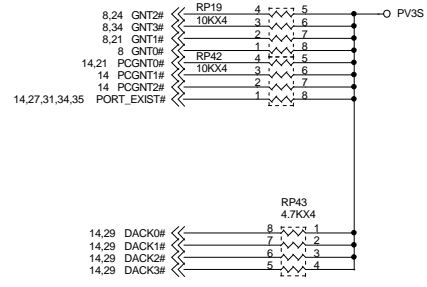 RP19
8,24 GNT2# 4 5 PV3S
10KX4
8,34 GNT3# 3 6
8,21 GNT1# 2 7
8 GNT0# 1 8
RP42
14,21 PCGNT0# 4 5
10KX4
14 PCGNT1# 3 6
14 PCGNT2# 2 7
14,27,31,34,35 PORT_EXIST# 1 8
RP43
4.7KX4
14,29 DACK0# 8 1
14,29 DACK1# 7 2
14,29 DACK2# 6 3
14,29 DACK3# 5 4